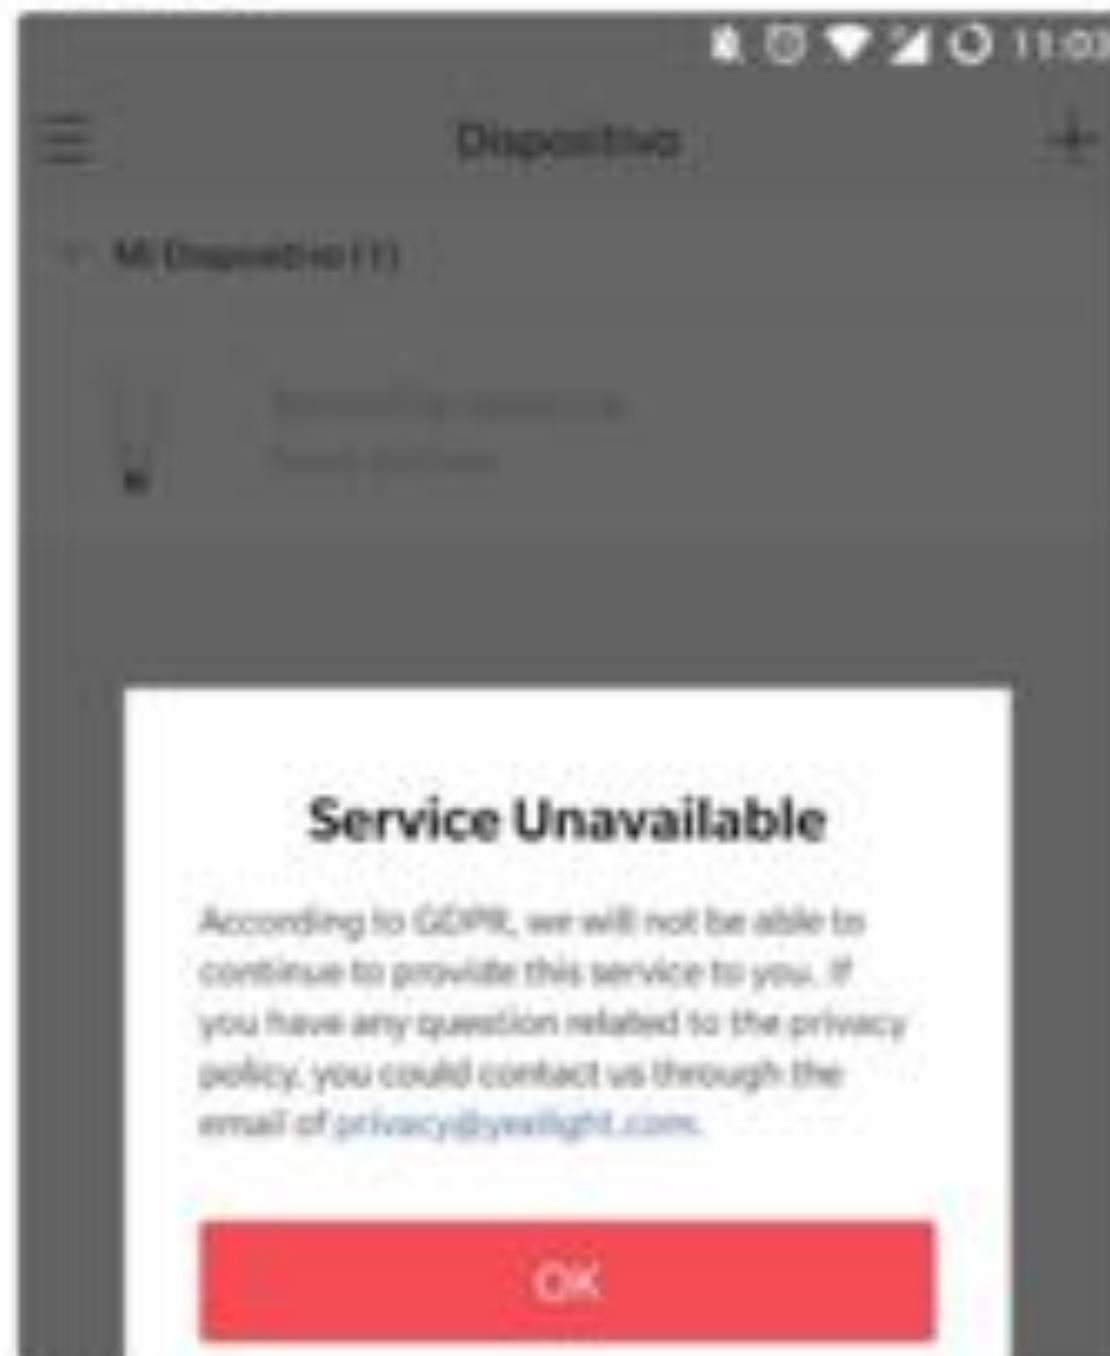 11:03
Dispositivo
Mi Dispositivo (1)
Service Unavailable
According to GDPR, we will not be able to
continue to provide this service to you. If
you have any question related to the privacy
policy, you could contact us through the
email of privacy@yeelight.com.
OK